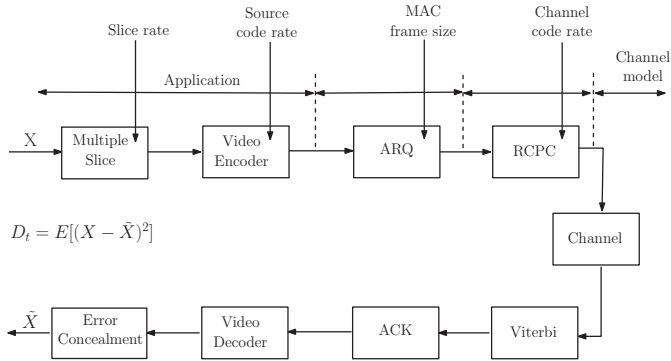 Slice rate
Source
code rate
MAC
frame size
Channel
code rate
Application
Channel
model
X
Multiple
Slice
Video
Encoder
ARQ
RCPC
D_t = E[(X − X̃)²]
Channel
X̃
Error
Concealment
Video
Decoder
ACK
Viterbi